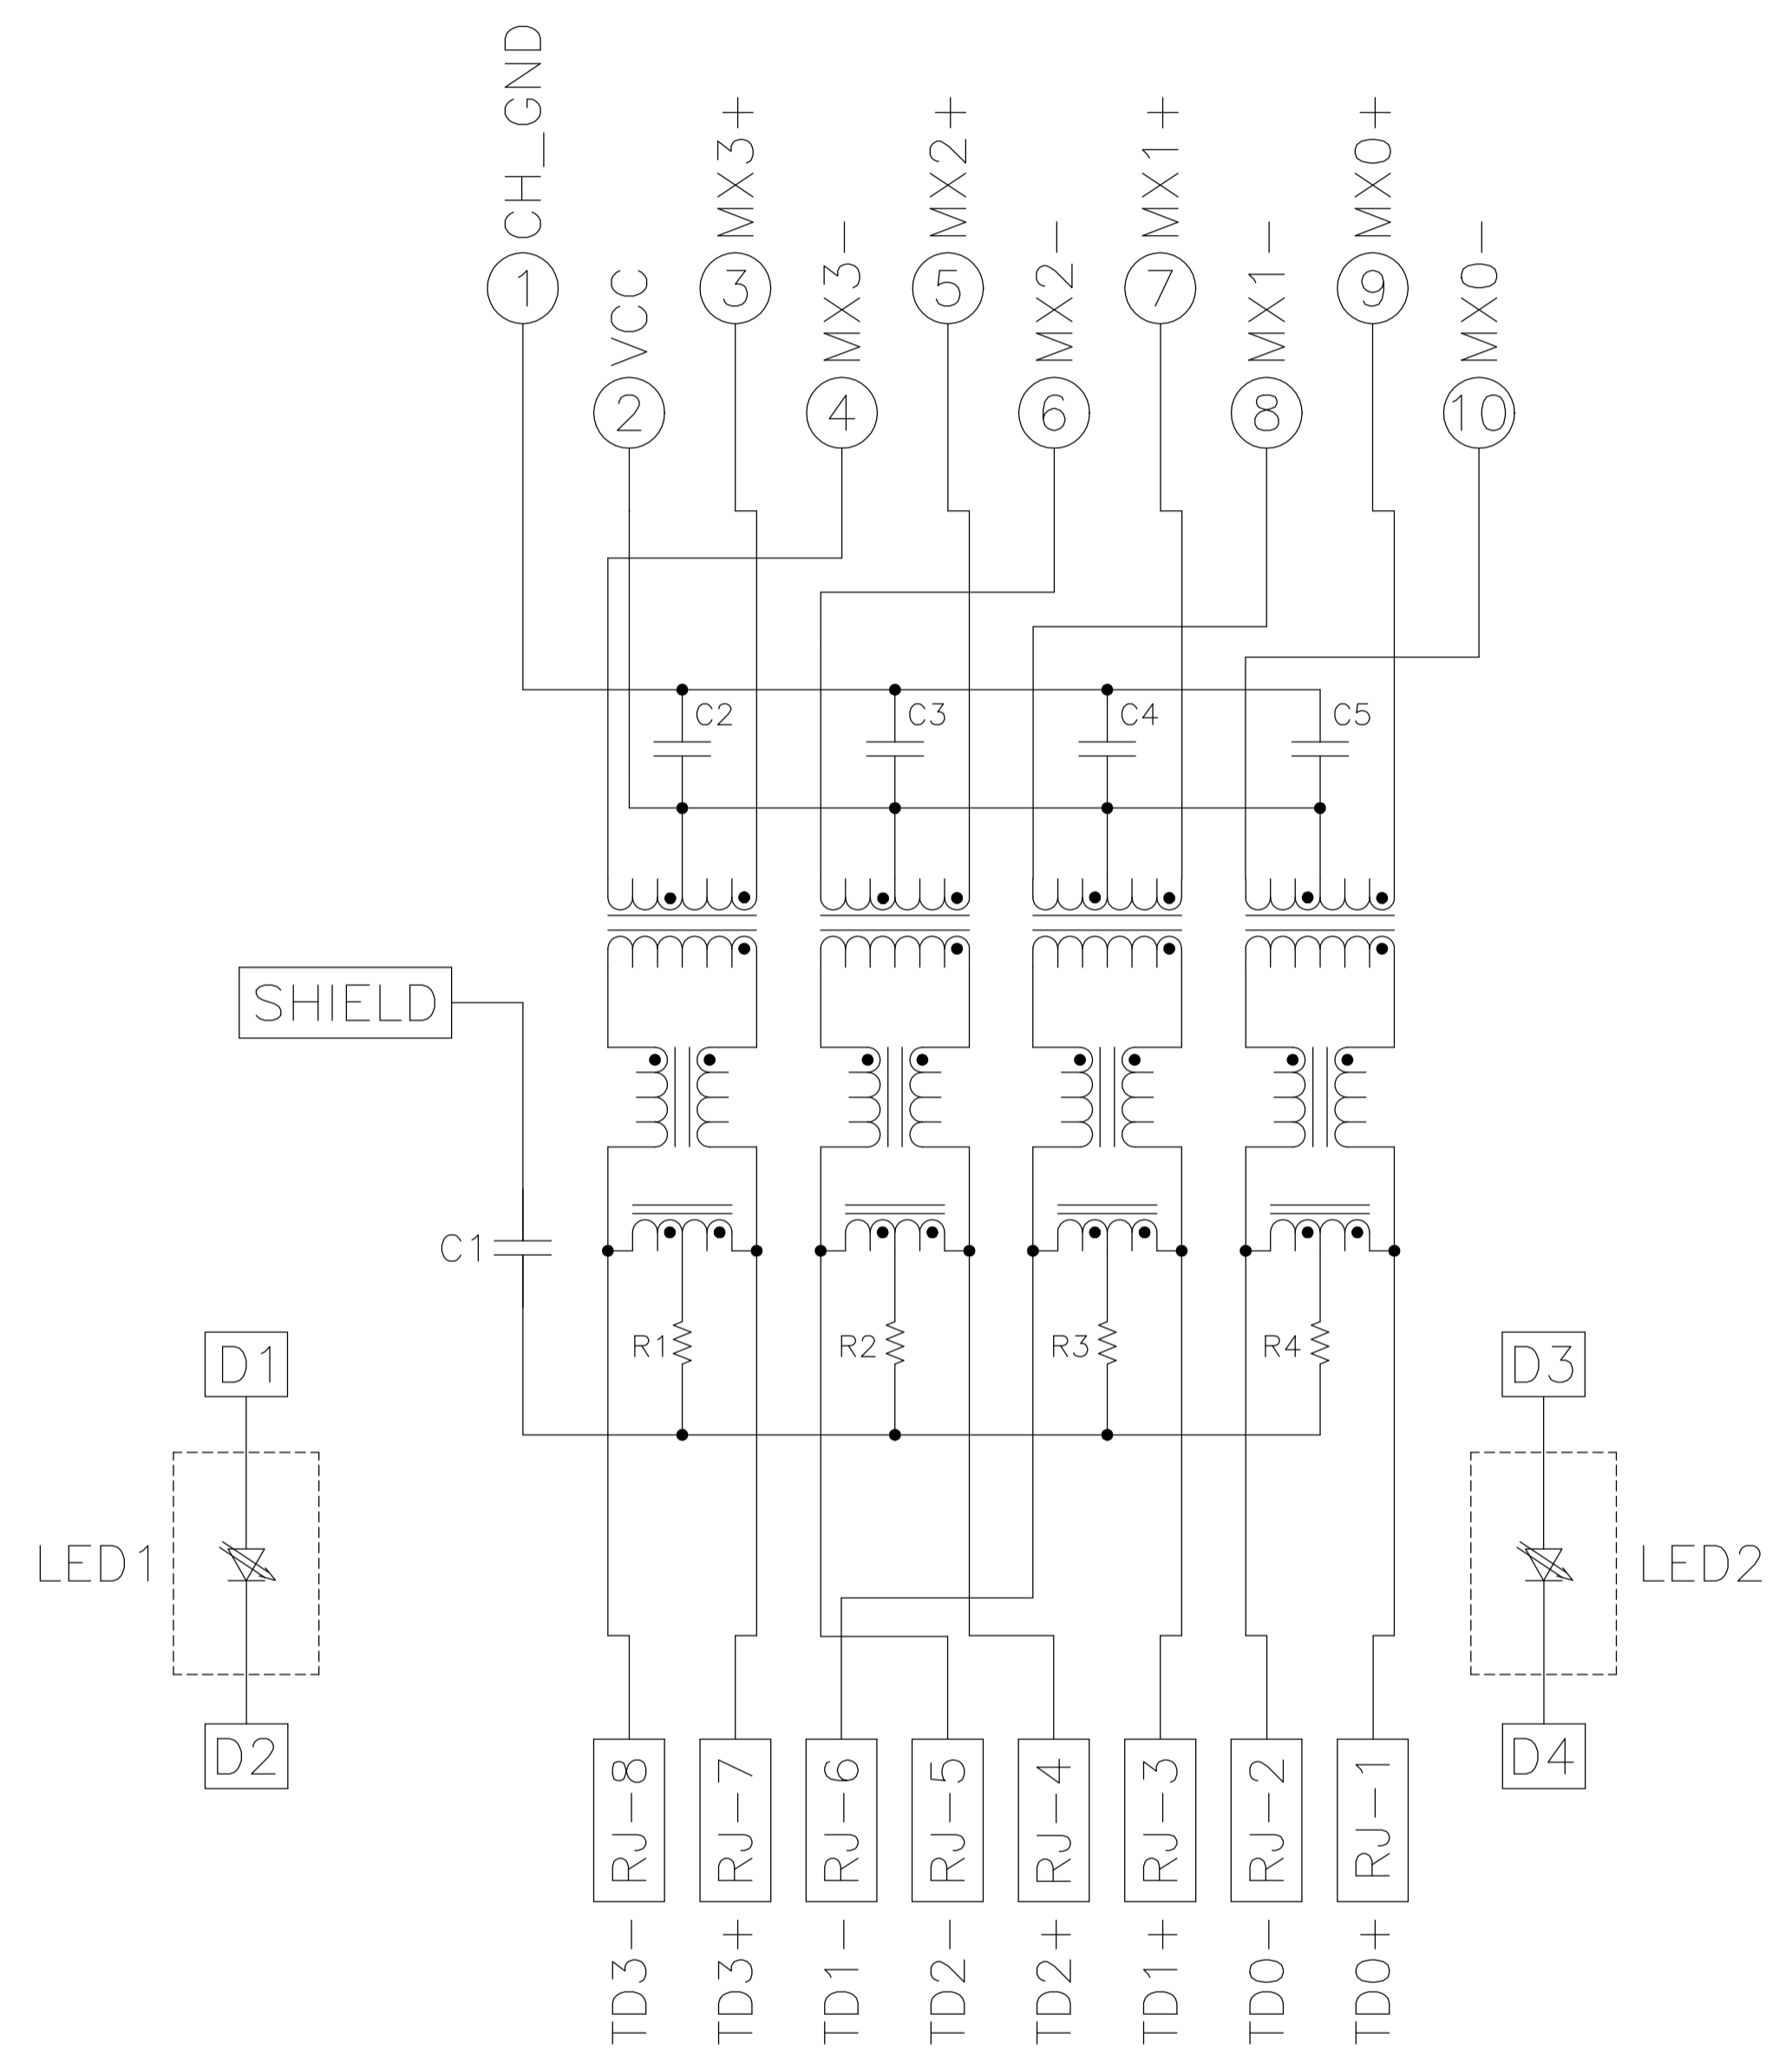 CH_GND
MX3+
MX2+
MX1+
MX0+
1
VCC
3
MX3-
5
MX2-
7
MX1-
9
MX0-
2
4
6
8
10
C2
C3
C4
C5
SHIELD
C1
R1
R2
R3
R4
D1
D3
LED1
LED2
D2
D4
RJ-8
RJ-7
RJ-6
RJ-5
RJ-4
RJ-3
RJ-2
RJ-1
TD3-
TD3+
TD1-
TD2-
TD2+
TD1+
TD0-
TD0+